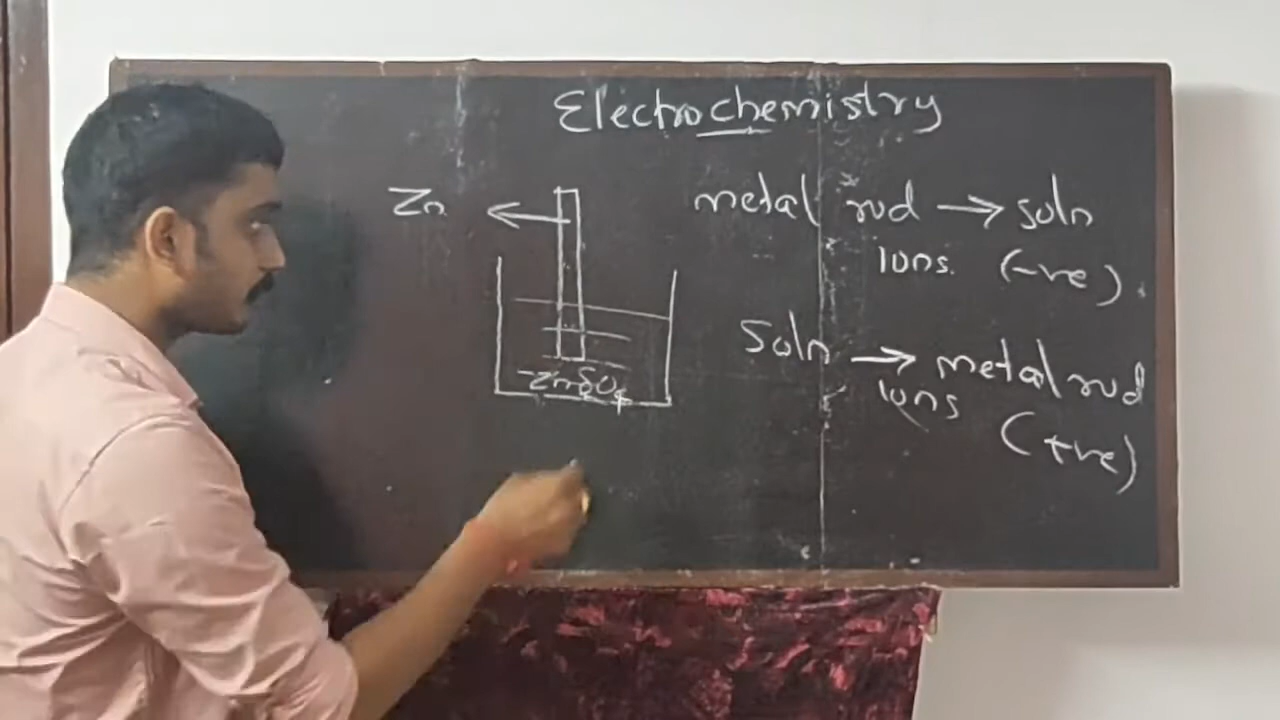 Electrochemistry
Zn
metal rod → soln
ions (-ve)
Soln → metal rod
ions
(+ve)
ZnSO4